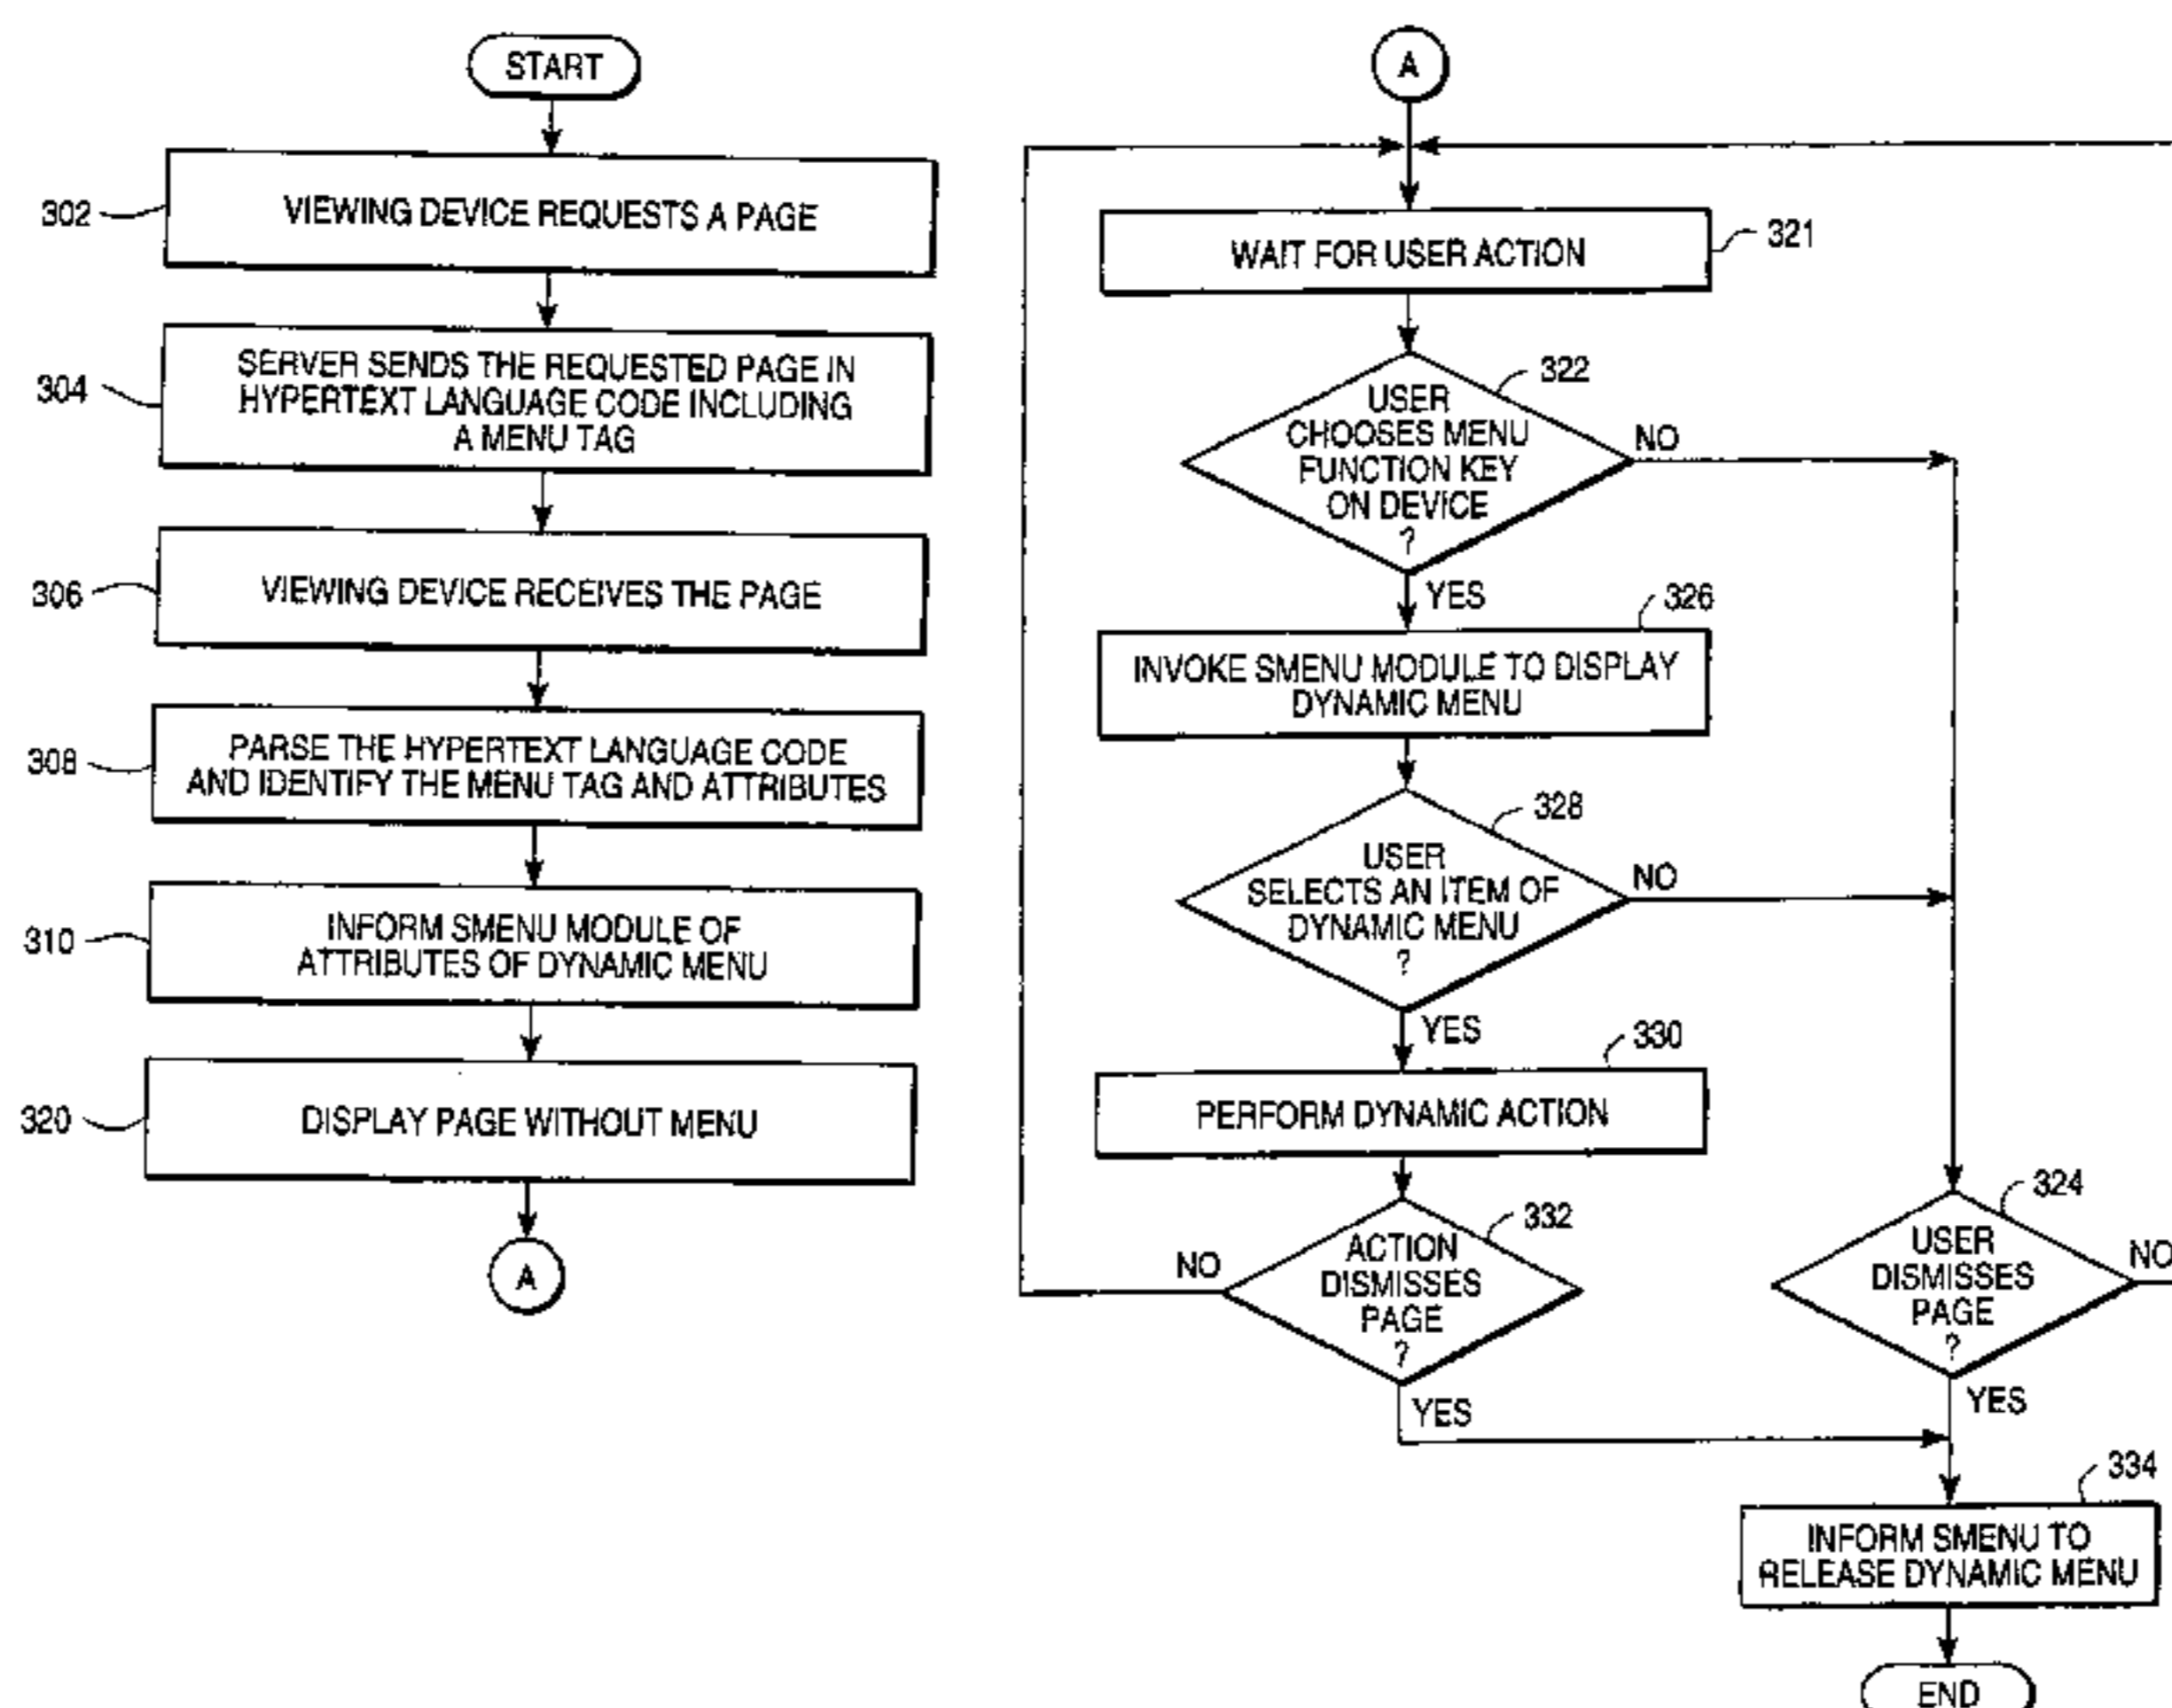 START
302
VIEWING DEVICE REQUESTS A PAGE
304
SERVER SENDS THE REQUESTED PAGE IN
HYPERTEXT LANGUAGE CODE INCLUDING
A MENU TAG
306
VIEWING DEVICE RECEIVES THE PAGE
308
PARSE THE HYPERTEXT LANGUAGE CODE
AND IDENTIFY THE MENU TAG AND ATTRIBUTES
310
INFORM SMENU MODULE OF
ATTRIBUTES OF DYNAMIC MENU
320
DISPLAY PAGE WITHOUT MENU
A
A
WAIT FOR USER ACTION
321
322
USER
CHOOSES MENU
FUNCTION KEY
ON DEVICE
?
NO
YES
326
INVOKE SMENU MODULE TO DISPLAY
DYNAMIC MENU
328
USER
SELECTS AN ITEM OF
DYNAMIC MENU
?
NO
YES
330
PERFORM DYNAMIC ACTION
332
ACTION
DISMISSES
PAGE
?
NO
YES
324
USER
DISMISSES
PAGE
?
NO
YES
334
INFORM SMENU TO
RELEASE DYNAMIC MENU
END